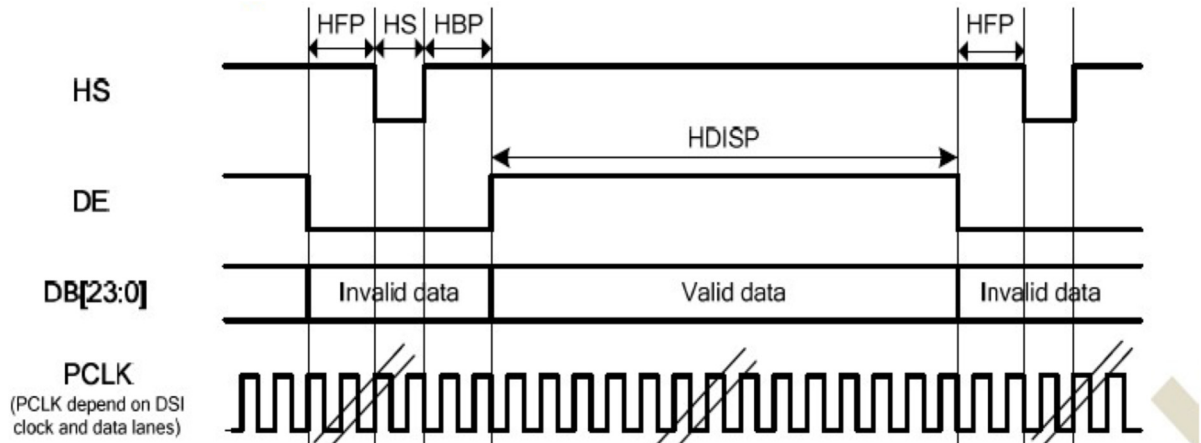 HFP HS HBP HFP
HS
HDISP
DE
DB[23:0] Invalid data Valid data Invalid data
PCLK
(PCLK depend on DSI
clock and data lanes)